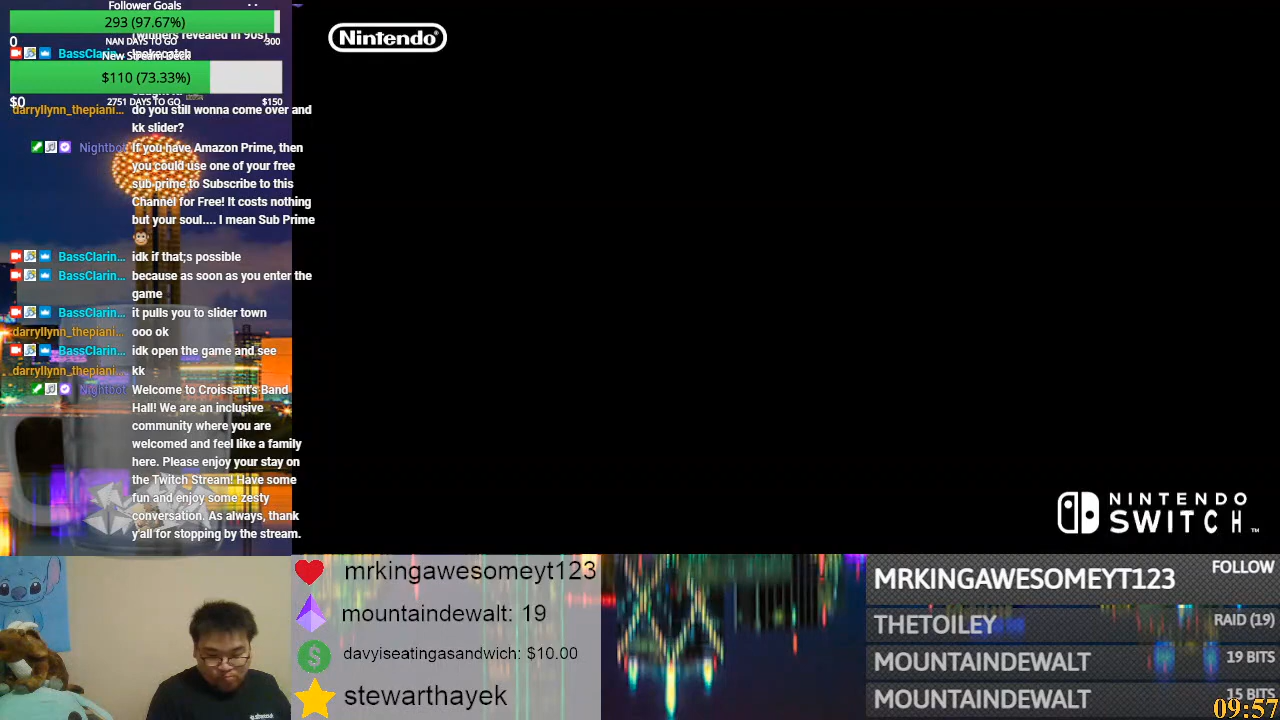 Follower Goals
293 (97.67%)
0
NAN DAYS TO GO
300
(winners revealed in 90s)
BassClarin...
!pokecatch
New Stream Deck
$110 (73.33%)
$0
2751 DAYS TO GO
$150
darryllynn_thepiani... do you still wonna come over and
kk slider?
Nightbot If you have Amazon Prime, then
you could use one of your free
sub prime to Subscribe to this
Channel for Free! It costs nothing
but your soul.... I mean Sub Prime
BassClarin... idk if that;s possible
BassClarin... because as soon as you enter the
game
BassClarin... it pulls you to slider town
darryllynn_thepiani... ooo ok
BassClarin... idk open the game and see
darryllynn_thepiani... kk
Nightbot Welcome to Croissant's Band
Hall! We are an inclusive
community where you are
welcomed and feel like a family
here. Please enjoy your stay on
the Twitch Stream! Have some
fun and enjoy some zesty
conversation. As always, thank
y'all for stopping by the stream.
Nintendo®
NINTENDO
SWITCH™
mrkingawesomeyt123
mountaindewalt: 19
davyiseatingasandwich: $10.00
stewarthayek
MRKINGAWESOMEYT123 FOLLOW
THETOILEY RAID (19)
MOUNTAINDEWALT 19 BITS
MOUNTAINDEWALT 15 BITS
09:57